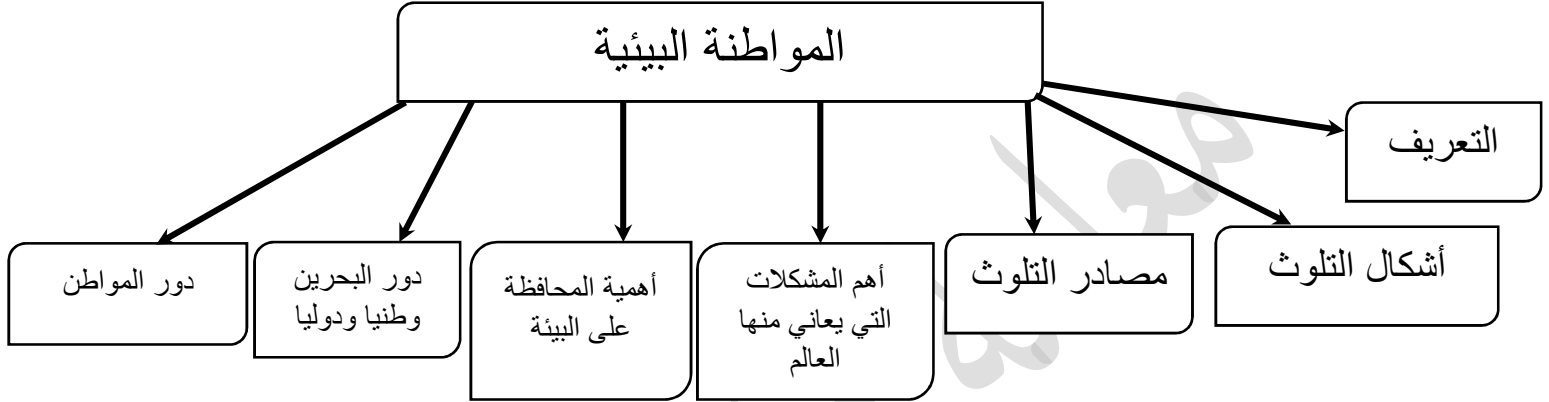 المواطنة البيئية
التعريف
أشكال التلوث
مصادر التلوث
أهم المشكلات
التي يعاني منها
العالم
أهمية المحافظة
على البيئة
دور البحرين
وطنيا ودوليا
دور المواطن